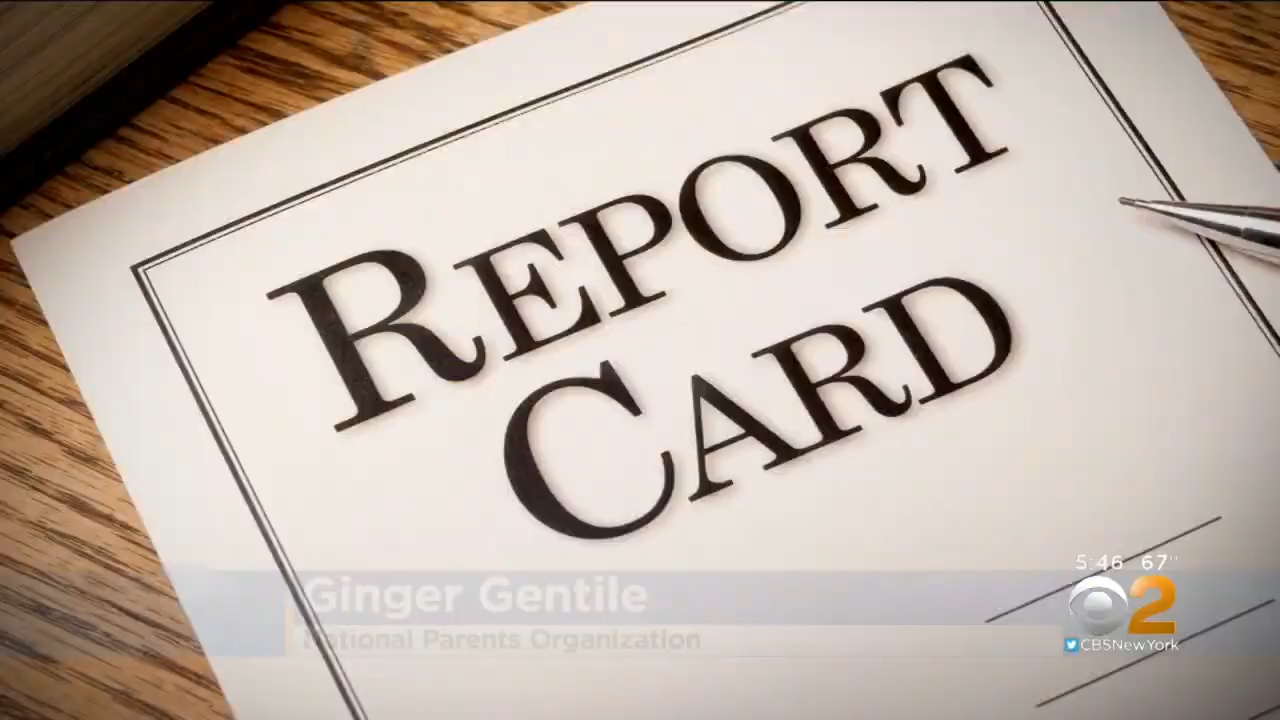 REPORT
CARD
Ginger Gentile
National Parents Organization
5:46 67°
2
CBSNewYork